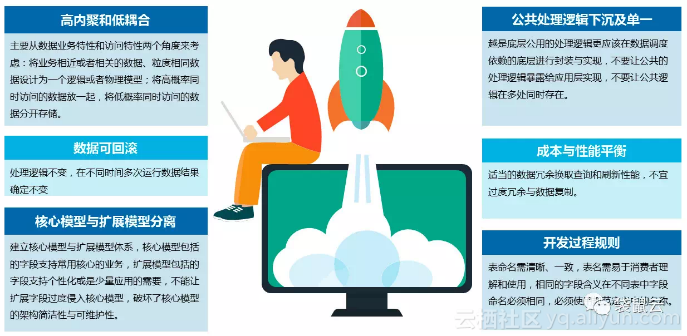 高内聚和低耦合
主要从数据业务特性和访问特性两个角度来考
虑：将业务相近或者相关的数据、粒度相同数
据设计为一个逻辑或者物理模型；将高概率同
时访问的数据放一起，将低概率同时访问的数
据分开存储。
数据可回滚
处理逻辑不变，在不同时间多次运行数据结果
确定不变
核心模型与扩展模型分离
建立核心模型与扩展模型体系，核心模型包括
的字段支持常用核心的业务，扩展模型包括的
字段支持个性化或是少量应用的需要，不能让
扩展字段过度侵入核心模型，破坏了核心模型
的架构简洁性与可维护性。
公共处理逻辑下沉及单一
越是底层公用的处理逻辑更应该在数据调度
依赖的底层进行封装与实现，不要让公共的
处理逻辑暴露给应用层实现，不要让公共逻
辑在多处同时存在。
成本与性能平衡
适当的数据冗余换取查询和刷新性能，不宜
过度冗余与数据复制。
开发过程规则
表命名需清晰、一致，表名需易于消费者理
解和使用，相同的字段含义在不同表中字段
命名必须相同，必须使
云栖社区 yq.aliyun.com